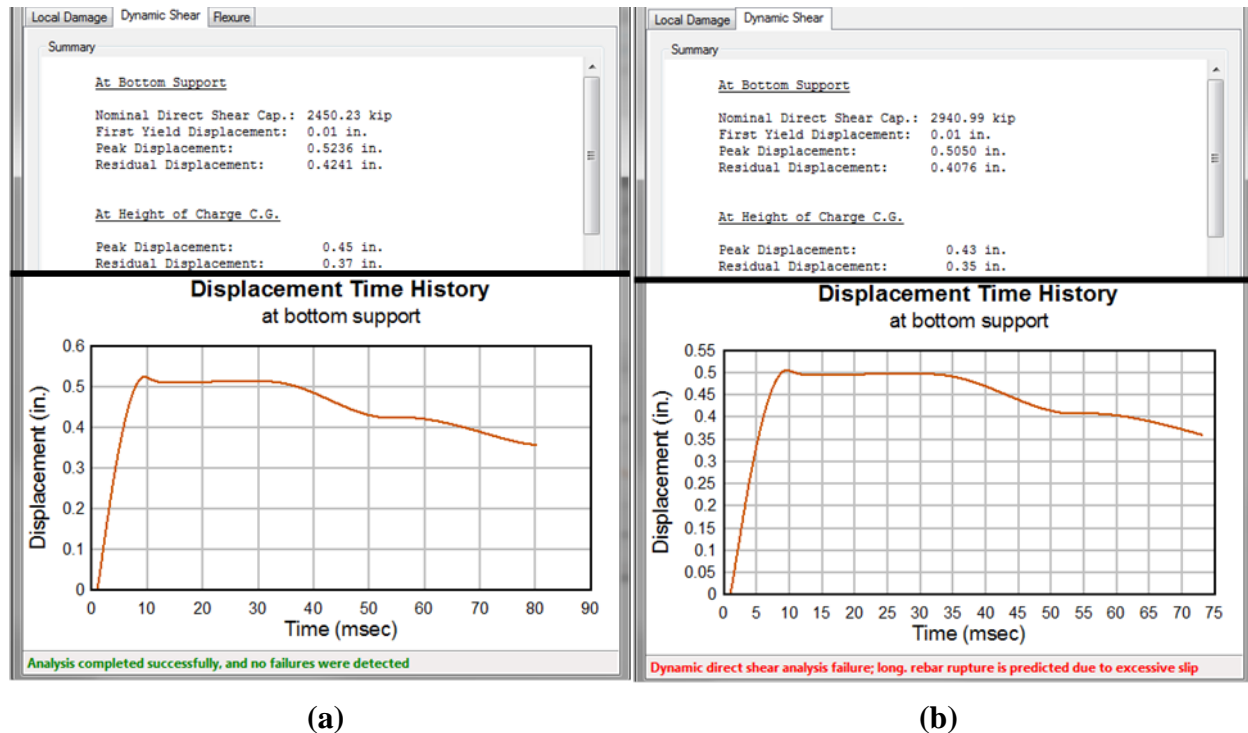 Local Damage Dynamic Shear Flexure
Summary
At Bottom Support
Nominal Direct Shear Cap.: 2450.23 kip
First Yield Displacement: 0.01 in.
Peak Displacement: 0.5236 in.
Residual Displacement: 0.4241 in.
At Height of Charge C.G.
Peak Displacement: 0.45 in.
Residual Displacement: 0.37 in.
Displacement Time History
at bottom support
Displacement (in.)
0.6
0.5
0.4
0.3
0.2
0.1
0
0 10 20 30 40 50 60 70 80 90
Time (msec)
Analysis completed successfully, and no failures were detected
(a)
Local Damage Dynamic Shear
Summary
At Bottom Support
Nominal Direct Shear Cap.: 2940.99 kip
First Yield Displacement: 0.01 in.
Peak Displacement: 0.5050 in.
Residual Displacement: 0.4076 in.
At Height of Charge C.G.
Peak Displacement: 0.43 in.
Residual Displacement: 0.35 in.
Displacement Time History
at bottom support
Displacement (in.)
0.55
0.5
0.45
0.4
0.35
0.3
0.25
0.2
0.15
0.1
0.05
0
0 5 10 15 20 25 30 35 40 45 50 55 60 65 70 75
Time (msec)
Dynamic direct shear analysis failure; long. rebar rupture is predicted due to excessive slip
(b)